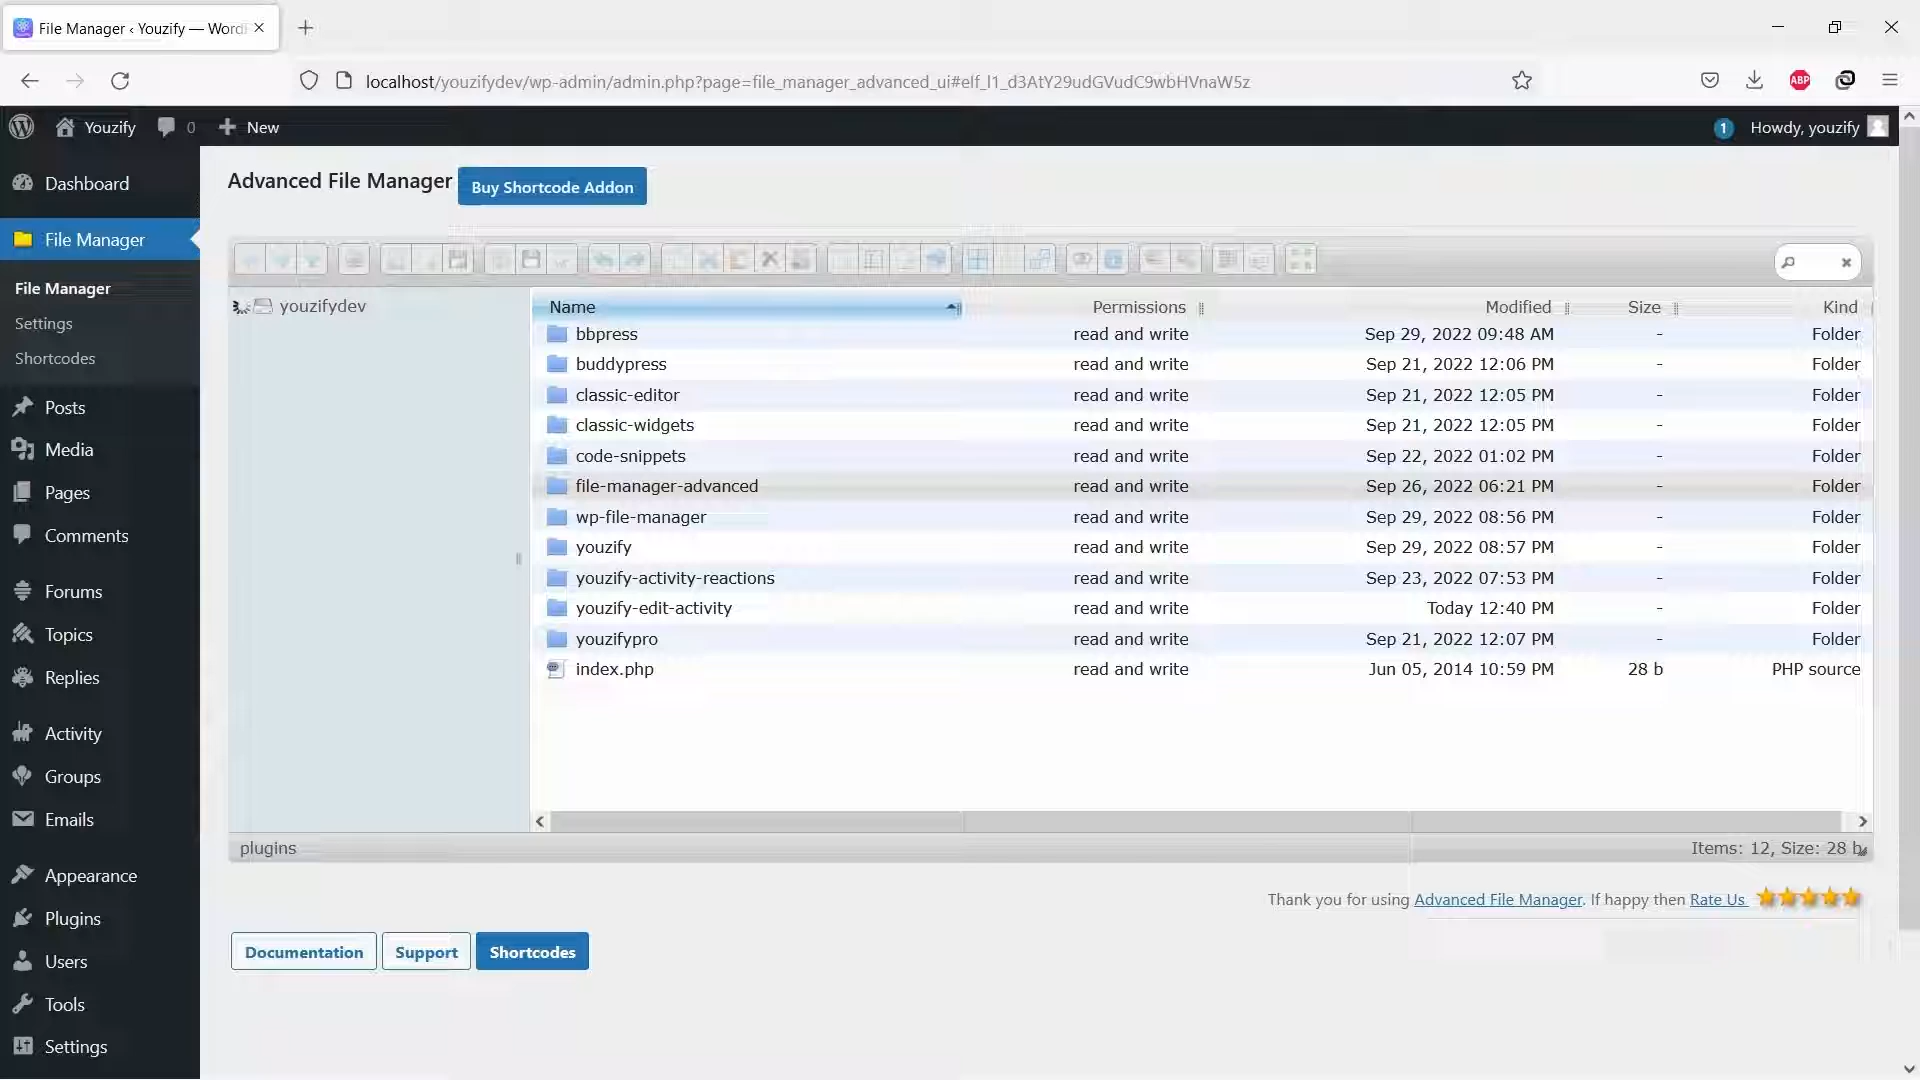 File Manager ‹ Youzify — Word
localhost/youzifydev/wp-admin/admin.php?page=file_manager_advanced_ui#elf_l1_d3AtY29udGVudC9wbHVnaW5z
ABP
Youzify
0
New
1
Howdy, youzify
Dashboard
File Manager
File Manager
Settings
Shortcodes
Posts
Media
Pages
Comments
Forums
Topics
Replies
Activity
Groups
Emails
Appearance
Plugins
Users
Tools
Settings
Advanced File Manager
Buy Shortcode Addon
youzifydev
Name Permissions Modified Size Kind
bbpress read and write Sep 29, 2022 09:48 AM - Folder
buddypress read and write Sep 21, 2022 12:06 PM - Folder
classic-editor read and write Sep 21, 2022 12:05 PM - Folder
classic-widgets read and write Sep 21, 2022 12:05 PM - Folder
code-snippets read and write Sep 22, 2022 01:02 PM - Folder
file-manager-advanced read and write Sep 26, 2022 06:21 PM - Folder
wp-file-manager read and write Sep 29, 2022 08:56 PM - Folder
youzify read and write Sep 29, 2022 08:57 PM - Folder
youzify-activity-reactions read and write Sep 23, 2022 07:53 PM - Folder
youzify-edit-activity read and write Today 12:40 PM - Folder
youzifypro read and write Sep 21, 2022 12:07 PM - Folder
index.php read and write Jun 05, 2014 10:59 PM 28 b PHP source
plugins
Items: 12, Size: 28 b
Thank you for using Advanced File Manager. If happy then Rate Us
Documentation
Support
Shortcodes